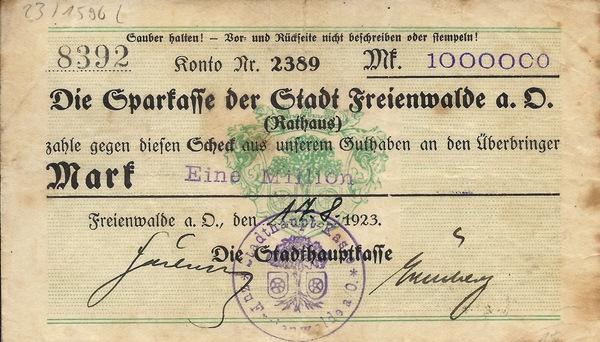 23/1596
Sauber halten! – Vor- und Rückseite nicht beschreiben oder stempeln!
8392 Konto Nr. 2389 Mk. 1000000
Die Sparkasse der Stadt Freienwalde a. O.
(Rathaus)
zahle gegen diesen Scheck aus unserem Guthaben an den Überbringer
Mark Eine Million
Freienwalde a. O., den 17.8. 1923.
Die Stadthauptkasse